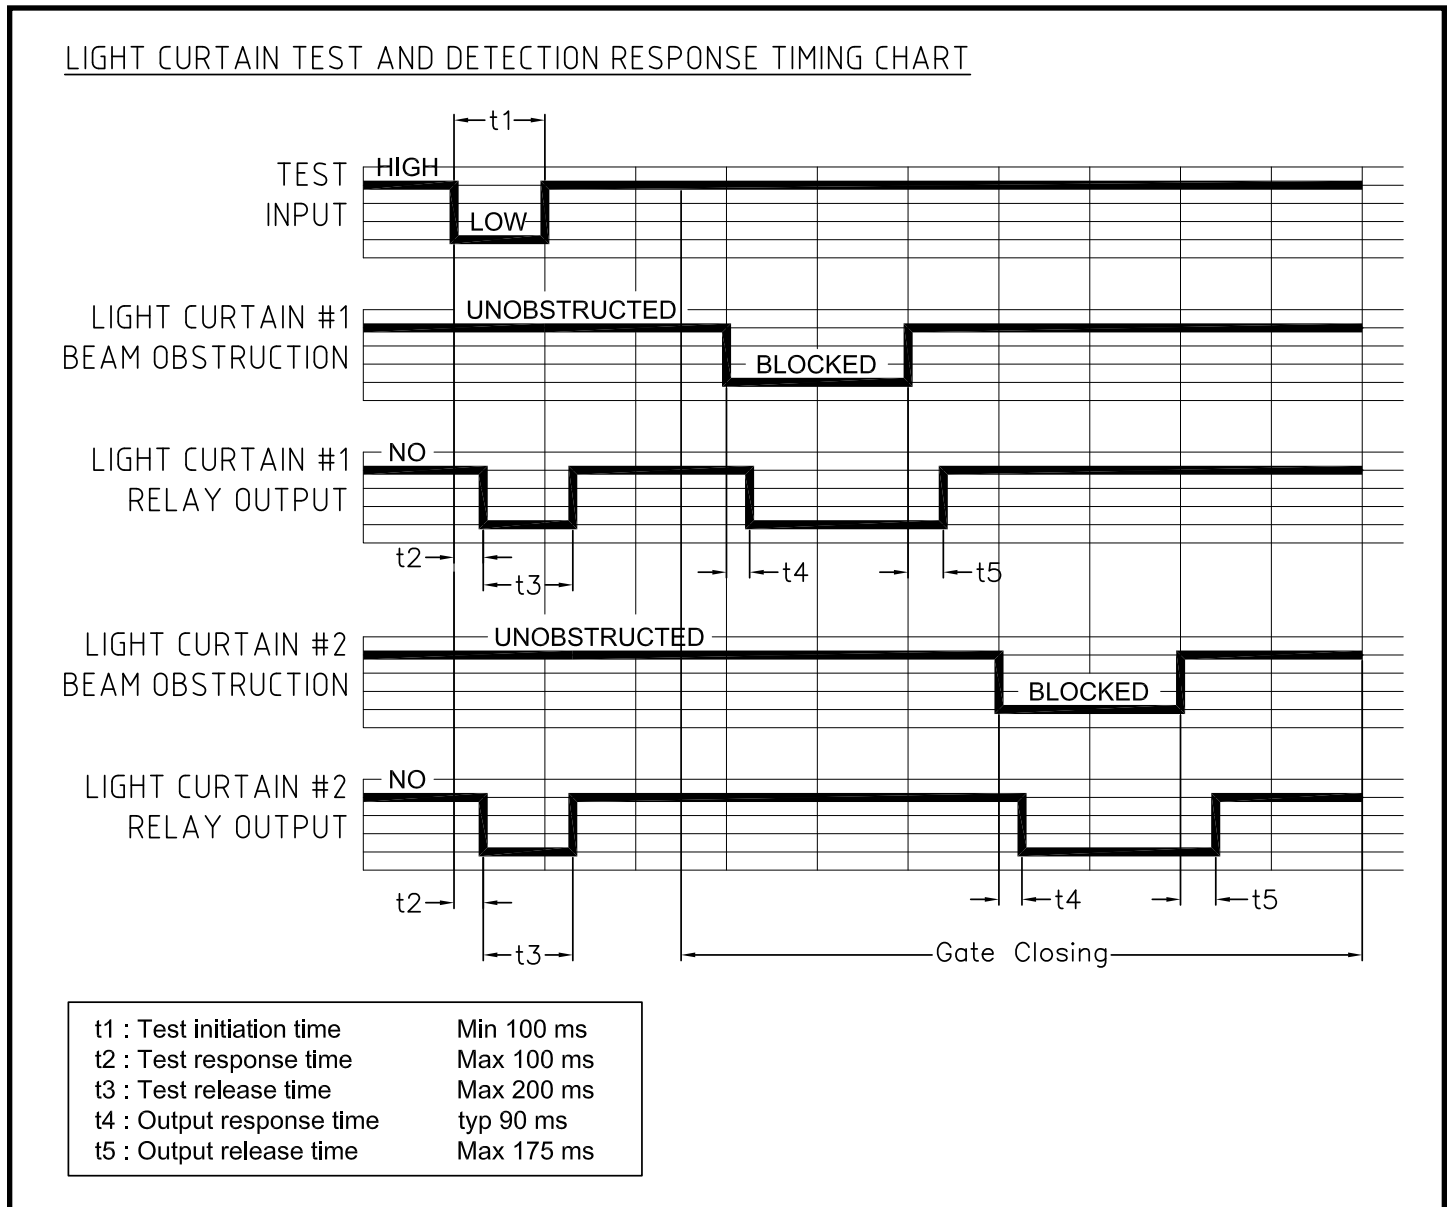 LIGHT CURTAIN TEST AND DETECTION RESPONSE TIMING CHART
t1
TEST
INPUT
HIGH
LOW
LIGHT CURTAIN #1
BEAM OBSTRUCTION
UNOBSTRUCTED
BLOCKED
LIGHT CURTAIN #1
RELAY OUTPUT
NO
t2
t3
t4
t5
LIGHT CURTAIN #2
BEAM OBSTRUCTION
UNOBSTRUCTED
BLOCKED
LIGHT CURTAIN #2
RELAY OUTPUT
NO
t2
t3
t4
t5
Gate Closing
t1 : Test initiation time Min 100 ms
t2 : Test response time Max 100 ms
t3 : Test release time Max 200 ms
t4 : Output response time typ 90 ms
t5 : Output release time Max 175 ms